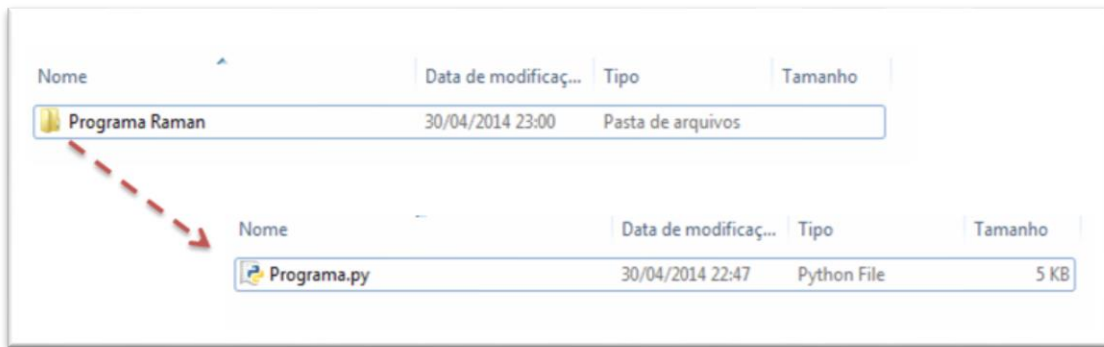 Nome Data de modificaç... Tipo Tamanho
Programa Raman 30/04/2014 23:00 Pasta de arquivos
Nome Data de modificaç... Tipo Tamanho
Programa.py 30/04/2014 22:47 Python File 5 KB